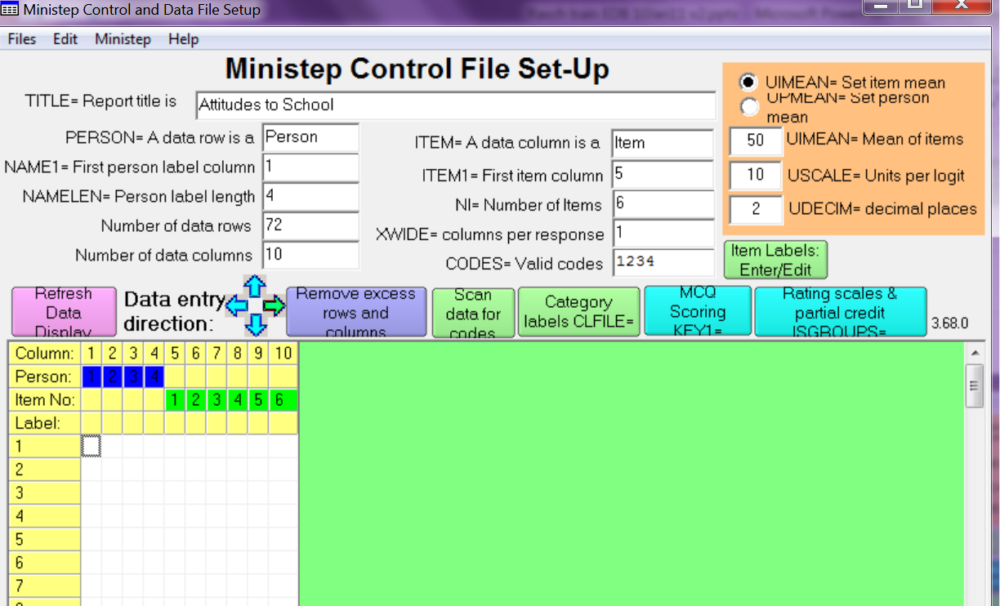 Ministep Control and Data File Setup
Files Edit Ministep Help
Ministep Control File Set-Up
TITLE= Report title is Attitudes to School
PERSON= A data row is a Person
NAME1= First person label column 1
NAMELEN= Person label length 4
Number of data rows 72
Number of data columns 10
ITEM= A data column is a Item
ITEM1= First item column 5
NI= Number of Items 6
XWIDE= columns per response 1
CODES= Valid codes 1234
UIMEAN= Set item mean
UPMEAN= Set person
mean
50 UIMEAN= Mean of items
10 USCALE= Units per logit
2 UDECIM= decimal places
Item Labels:
Enter/Edit
Refresh
Data
Display
Data entry
direction:
Remove excess
rows and
columns
Scan
data for
codes
Category
labels CLFILE=
MCQ
Scoring
KEY1=
Rating scales &
partial credit
ISGROUPS=
3.68.0
Column: 1 2 3 4 5 6 7 8 9 10
Person: 1 2 3 4
Item No: 1 2 3 4 5 6
Label:
1
2
3
4
5
6
7